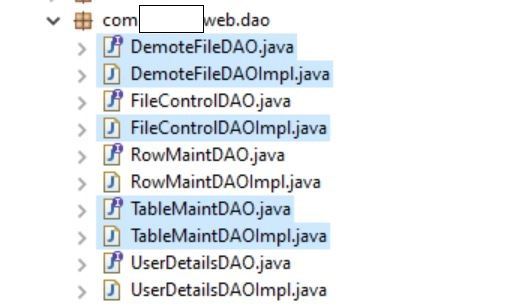 com web.dao
DemoteFileDAO.java
DemoteFileDAOImpl.java
FileControlDAO.java
FileControlDAOImpl.java
RowMaintDAO.java
RowMaintDAOImpl.java
TableMaintDAO.java
TableMaintDAOImpl.java
UserDetailsDAO.java
UserDetailsDAOImpl.java